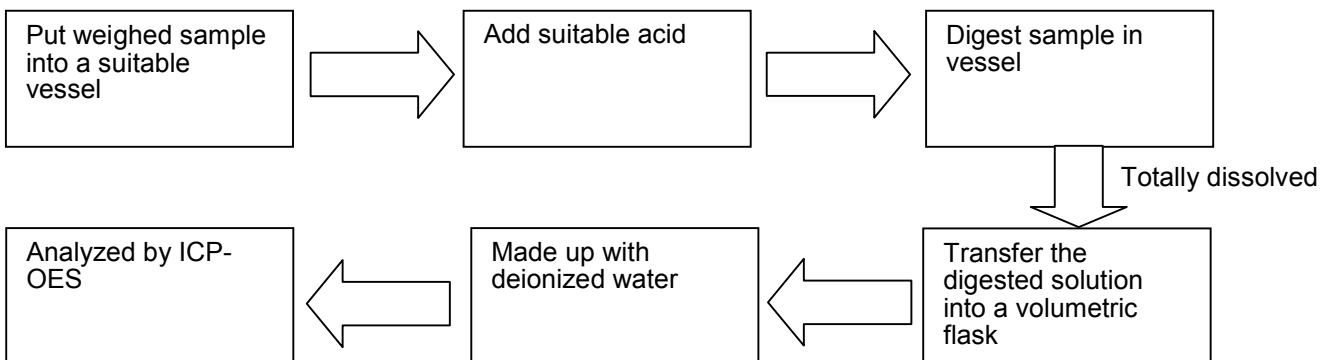 Put weighed sample
into a suitable
vessel
Add suitable acid
Digest sample in
vessel
Totally dissolved
Transfer the
digested solution
into a volumetric
flask
Made up with
deionized water
Analyzed by ICP-
OES